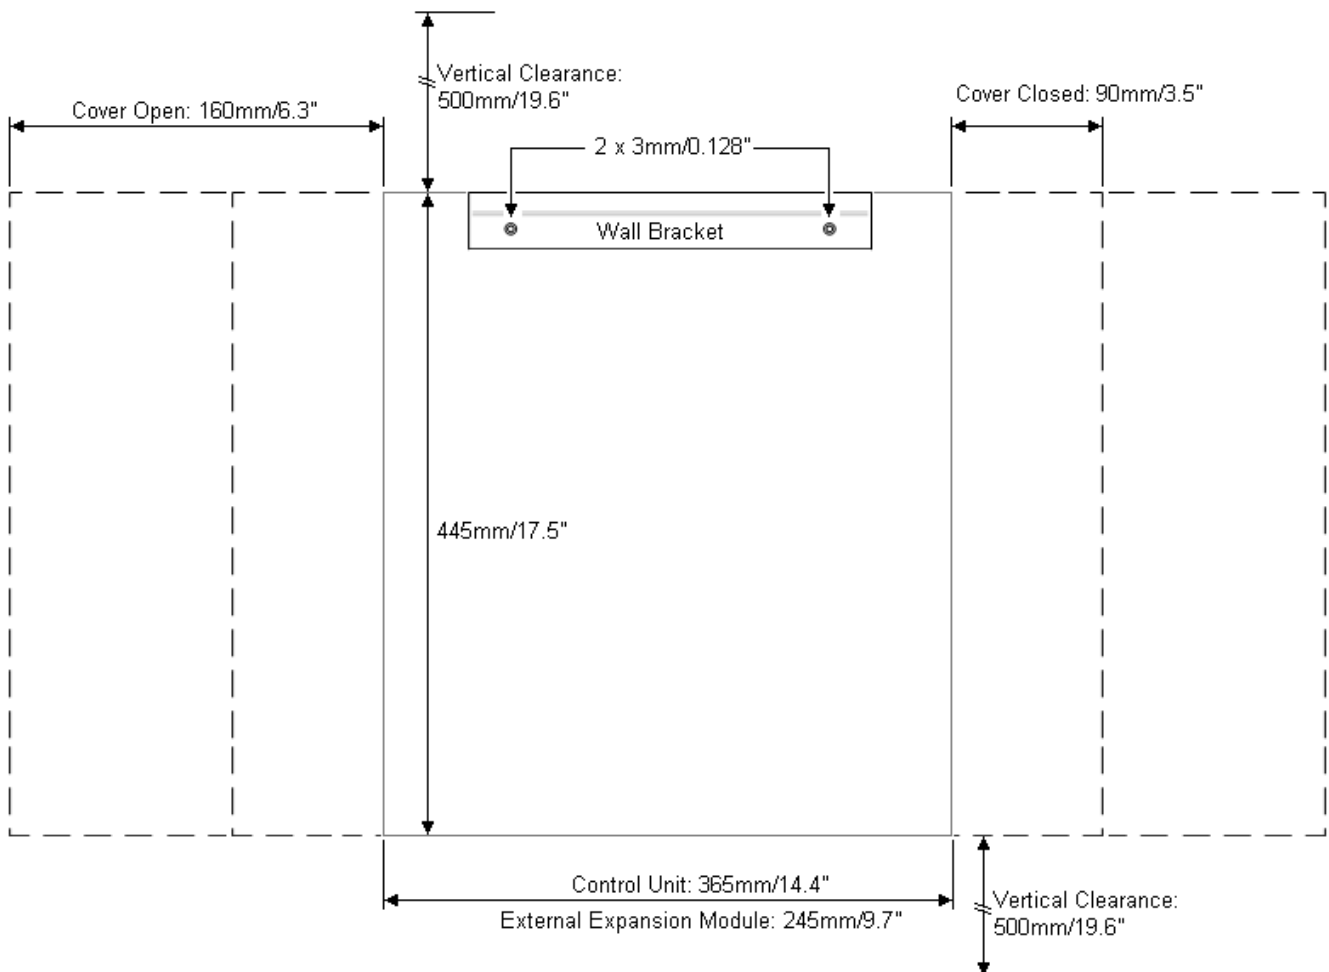 Vertical Clearance:
500mm/19.6"
Cover Open: 160mm/6.3"
Cover Closed: 90mm/3.5"
2 x 3mm/0.128"
Wall Bracket
445mm/17.5"
Control Unit: 365mm/14.4"
External Expansion Module: 245mm/9.7"
Vertical Clearance:
500mm/19.6"